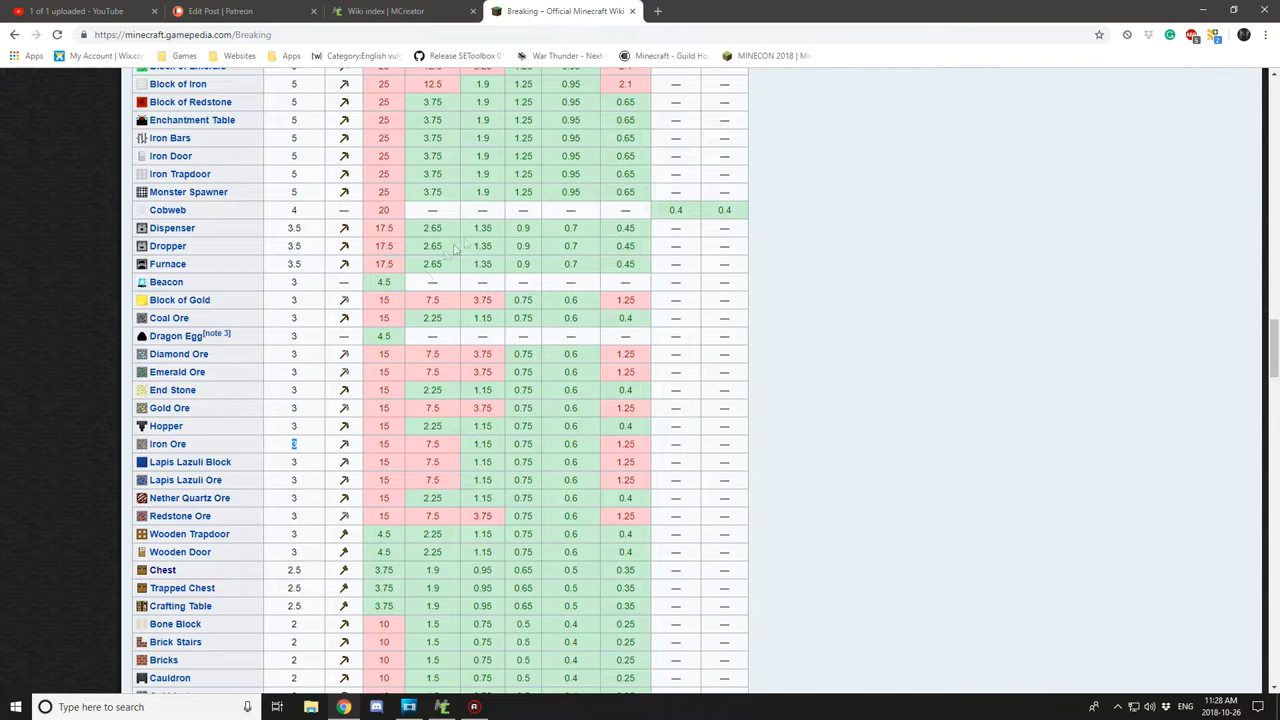 1 of 1 uploaded - YouTube
Edit Post | Patreon
Wiki index | MCreator
Breaking – Official Minecraft Wiki
https://minecraft.gamepedia.com/Breaking
Apps My Account | Wix.co Games Websites Apps Category:English vulg Release SEToolbox 0 War Thunder - Next- Minecraft - Guild Ho MINECON 2018 | Mi
Block of Iron 5 25 12.5 1.9 1.25 0.95 2.1 — —
Block of Redstone 5 25 3.75 1.9 1.25 0.95 0.65 — —
Enchantment Table 5 25 3.75 1.9 1.25 0.95 0.65 — —
Iron Bars 5 25 3.75 1.9 1.25 0.95 0.65 — —
Iron Door 5 25 3.75 1.9 1.25 0.95 0.65 — —
Iron Trapdoor 5 25 3.75 1.9 1.25 0.95 0.65 — —
Monster Spawner 5 25 3.75 1.9 1.25 0.95 0.65 — —
Cobweb 4 — 20 — — — — — 0.4 0.4
Dispenser 3.5 17.5 2.65 1.35 0.9 0.7 0.45 — —
Dropper 3.5 17.5 2.65 1.35 0.9 0.7 0.45 — —
Furnace 3.5 17.5 2.65 1.35 0.9 0.7 0.45 — —
Beacon 3 — 4.5 — — — — — — —
Block of Gold 3 15 7.5 3.75 0.75 0.6 1.25 — —
Coal Ore 3 15 2.25 1.15 0.75 0.6 0.4 — —
Dragon Egg[note 3] 3 — 4.5 — — — — — — —
Diamond Ore 3 15 7.5 3.75 0.75 0.6 1.25 — —
Emerald Ore 3 15 7.5 3.75 0.75 0.6 1.25 — —
End Stone 3 15 2.25 1.15 0.75 0.6 0.4 — —
Gold Ore 3 15 7.5 3.75 0.75 0.6 1.25 — —
Hopper 3 15 2.25 1.15 0.75 0.6 0.4 — —
Iron Ore 3 15 7.5 1.15 0.75 0.6 1.25 — —
Lapis Lazuli Block 3 15 7.5 1.15 0.75 0.6 1.25 — —
Lapis Lazuli Ore 3 15 7.5 1.15 0.75 0.6 1.25 — —
Nether Quartz Ore 3 15 2.25 1.15 0.75 0.6 0.4 — —
Redstone Ore 3 15 7.5 3.75 0.75 0.6 1.25 — —
Wooden Trapdoor 3 4.5 2.25 1.15 0.75 0.6 0.4 — —
Wooden Door 3 4.5 2.25 1.15 0.75 0.6 0.4 — —
Chest 2.5 3.75 1.9 0.95 0.65 0.5 0.35 — —
Trapped Chest 2.5 3.75 1.9 0.95 0.65 0.5 0.35 — —
Crafting Table 2.5 3.75 1.9 0.95 0.65 0.5 0.35 — —
Bone Block 2 10 1.5 0.75 0.5 0.4 0.25 — —
Brick Stairs 2 10 1.5 0.75 0.5 0.4 0.25 — —
Bricks 2 10 1.5 0.75 0.5 0.4 0.25 — —
Cauldron 2 10 1.5 0.75 0.5 0.4 0.25 — —
Type here to search
11:28 AM
2018-10-26